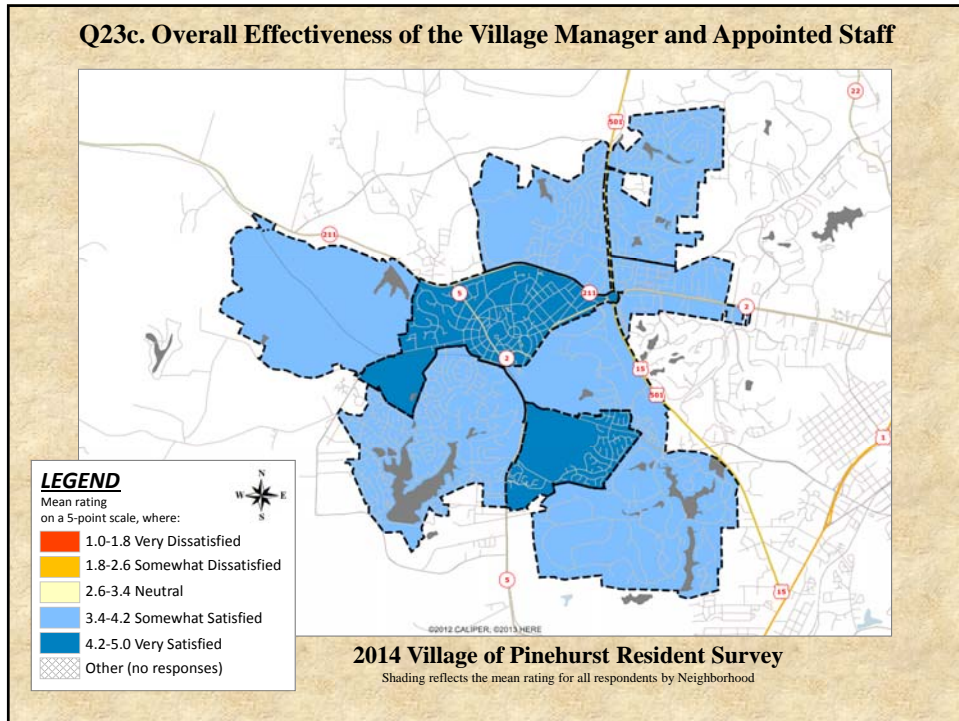 Q23c. Overall Effectiveness of the Village Manager and Appointed Staff
22
501
211
5
211
2
2
15
501
1
5
15
LEGEND
N
W E
S
Mean rating
on a 5-point scale, where:
1.0-1.8 Very Dissatisfied
1.8-2.6 Somewhat Dissatisfied
2.6-3.4 Neutral
3.4-4.2 Somewhat Satisfied
4.2-5.0 Very Satisfied
Other (no responses)
©2012 CALIPER, ©2013 HERE
2014 Village of Pinehurst Resident Survey
Shading reflects the mean rating for all respondents by Neighborhood